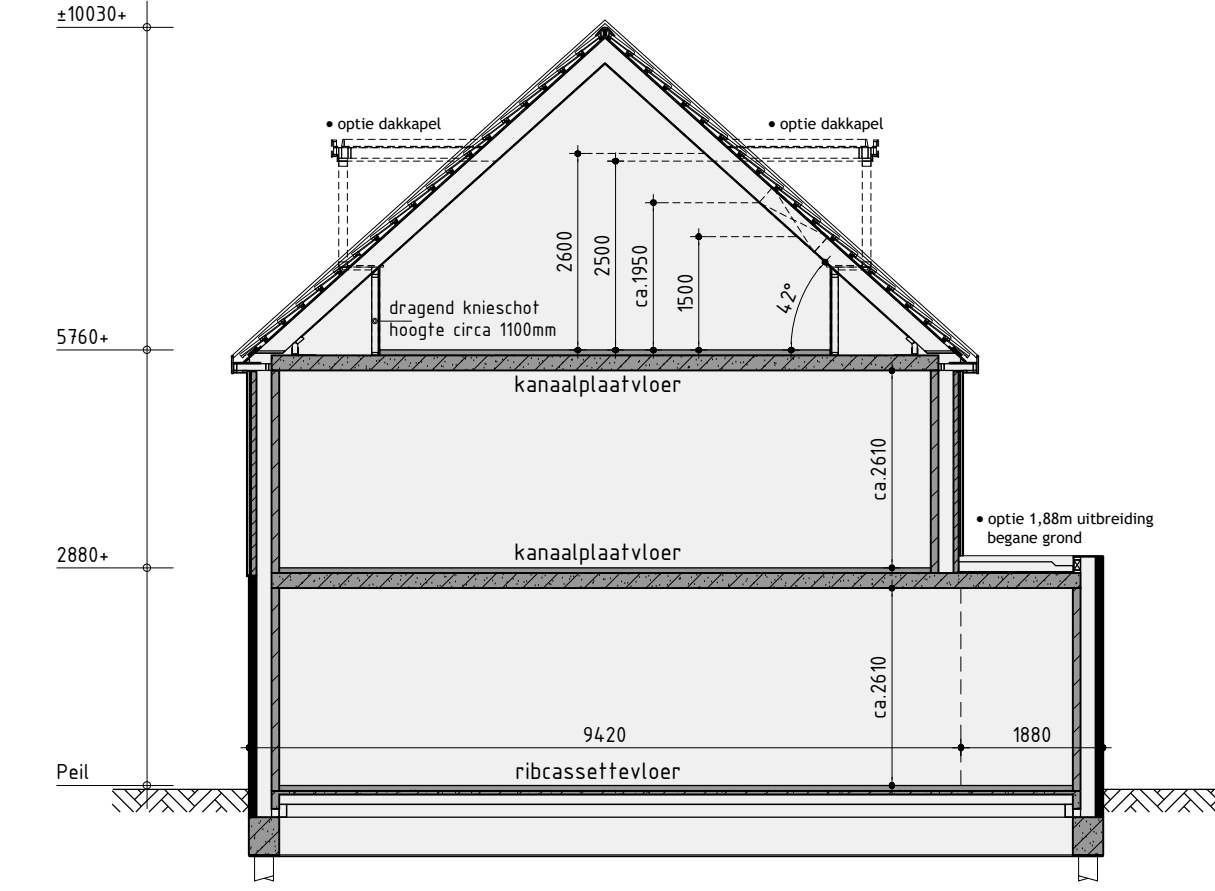 ±10030+
• optie dakkapel
• optie dakkapel
2600
2500
ca.1950
1500
42°
dragend knieschot
hoogte circa 1100mm
5760+
kanaalplaatvloer
ca.2610
• optie 1,88m uitbreiding
begane grond
kanaalplaatvloer
2880+
ca.2610
9420
1880
Peil
ribcassettevloer